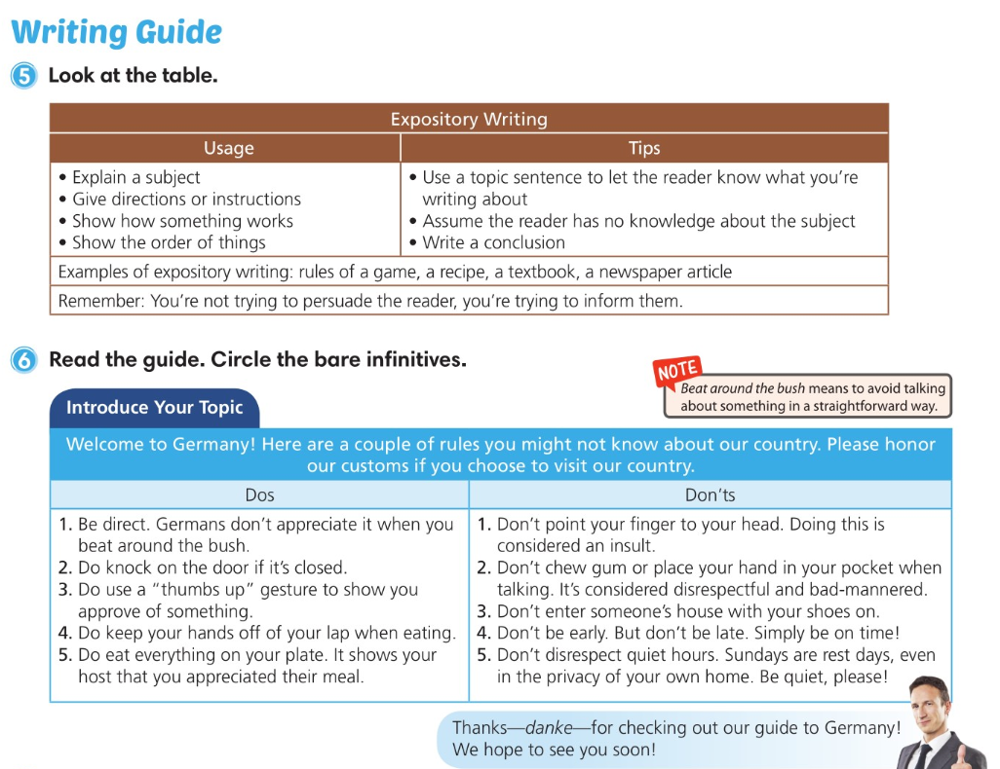 Writing Guide
5 Look at the table.
Expository Writing
Usage
Tips
• Explain a subject
• Give directions or instructions
• Show how something works
• Show the order of things
• Use a topic sentence to let the reader know what you’re
writing about
• Assume the reader has no knowledge about the subject
• Write a conclusion
Examples of expository writing: rules of a game, a recipe, a textbook, a newspaper article
Remember: You’re not trying to persuade the reader, you’re trying to inform them.
6 Read the guide. Circle the bare infinitives.
NOTE
Beat around the bush means to avoid talking
about something in a straightforward way.
Introduce Your Topic
Welcome to Germany! Here are a couple of rules you might not know about our country. Please honor
our customs if you choose to visit our country.
Dos
Don’ts
1. Be direct. Germans don’t appreciate it when you
beat around the bush.
2. Do knock on the door if it’s closed.
3. Do use a “thumbs up” gesture to show you
approve of something.
4. Do keep your hands off of your lap when eating.
5. Do eat everything on your plate. It shows your
host that you appreciated their meal.
1. Don’t point your finger to your head. Doing this is
considered an insult.
2. Don’t chew gum or place your hand in your pocket when
talking. It’s considered disrespectful and bad-mannered.
3. Don’t enter someone’s house with your shoes on.
4. Don’t be early. But don’t be late. Simply be on time!
5. Don’t disrespect quiet hours. Sundays are rest days, even
in the privacy of your own home. Be quiet, please!
Thanks—danke—for checking out our guide to Germany!
We hope to see you soon!